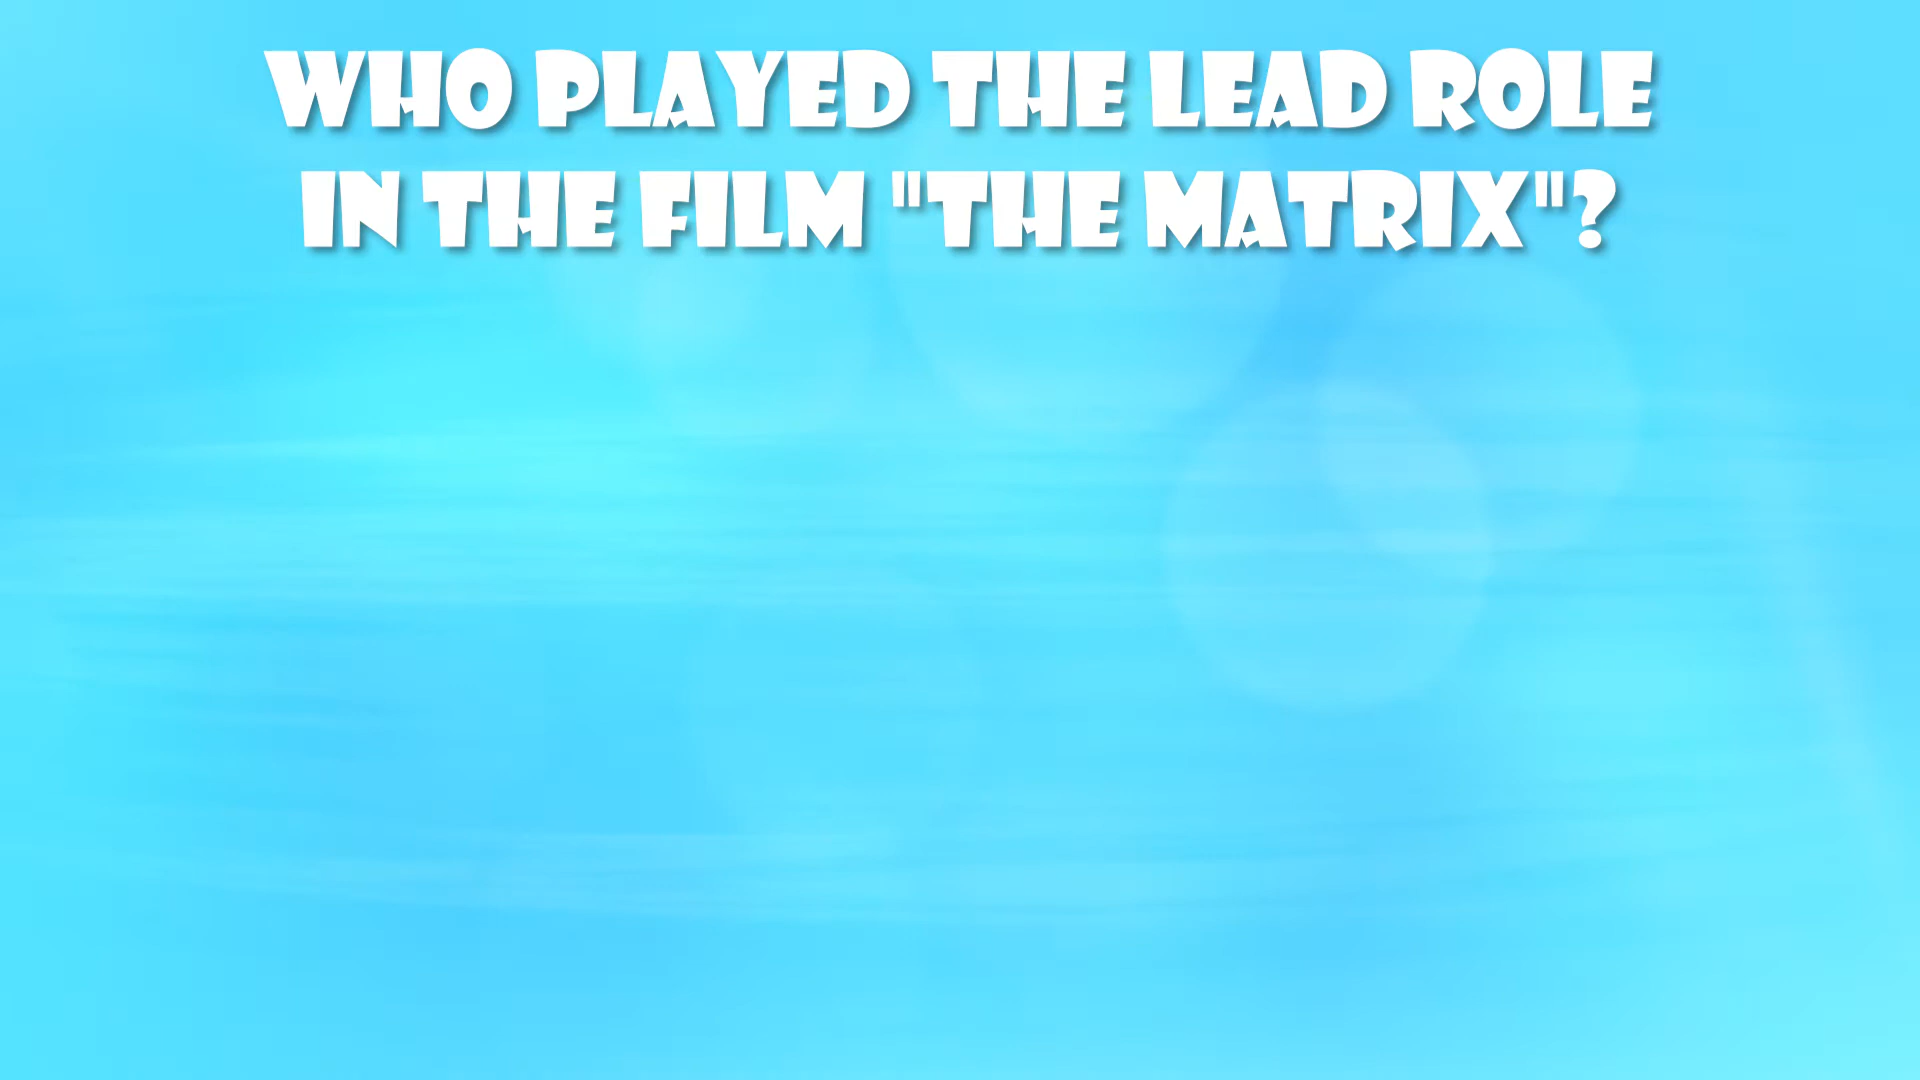 WHO PLAYED THE LEAD ROLE
IN THE FILM "THE MATRIX"?